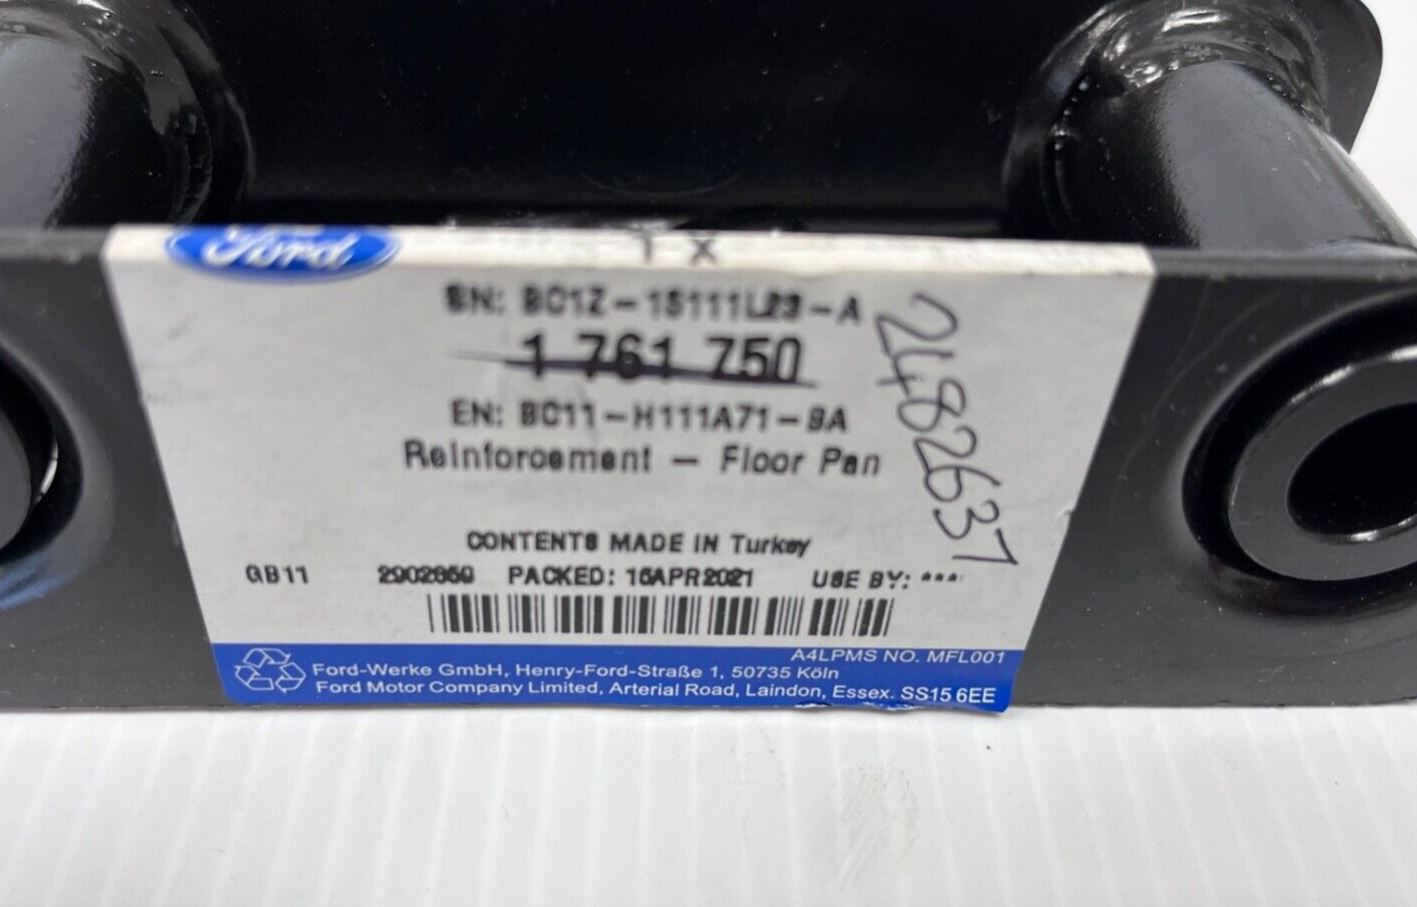 Ford
1 X
SN: BC1Z-15111L23-A
1 761 750
EN: BC11-H111A71-BA
Reinforcement - Floor Pan
2482637
CONTENTS MADE IN Turkey
GB11 2902859 PACKED: 15APR2021 USE BY: ***
A4LPMS NO. MFL001
Ford-Werke GmbH, Henry-Ford-Straße 1, 50735 Köln
Ford Motor Company Limited, Arterial Road, Laindon, Essex. SS15 6EE